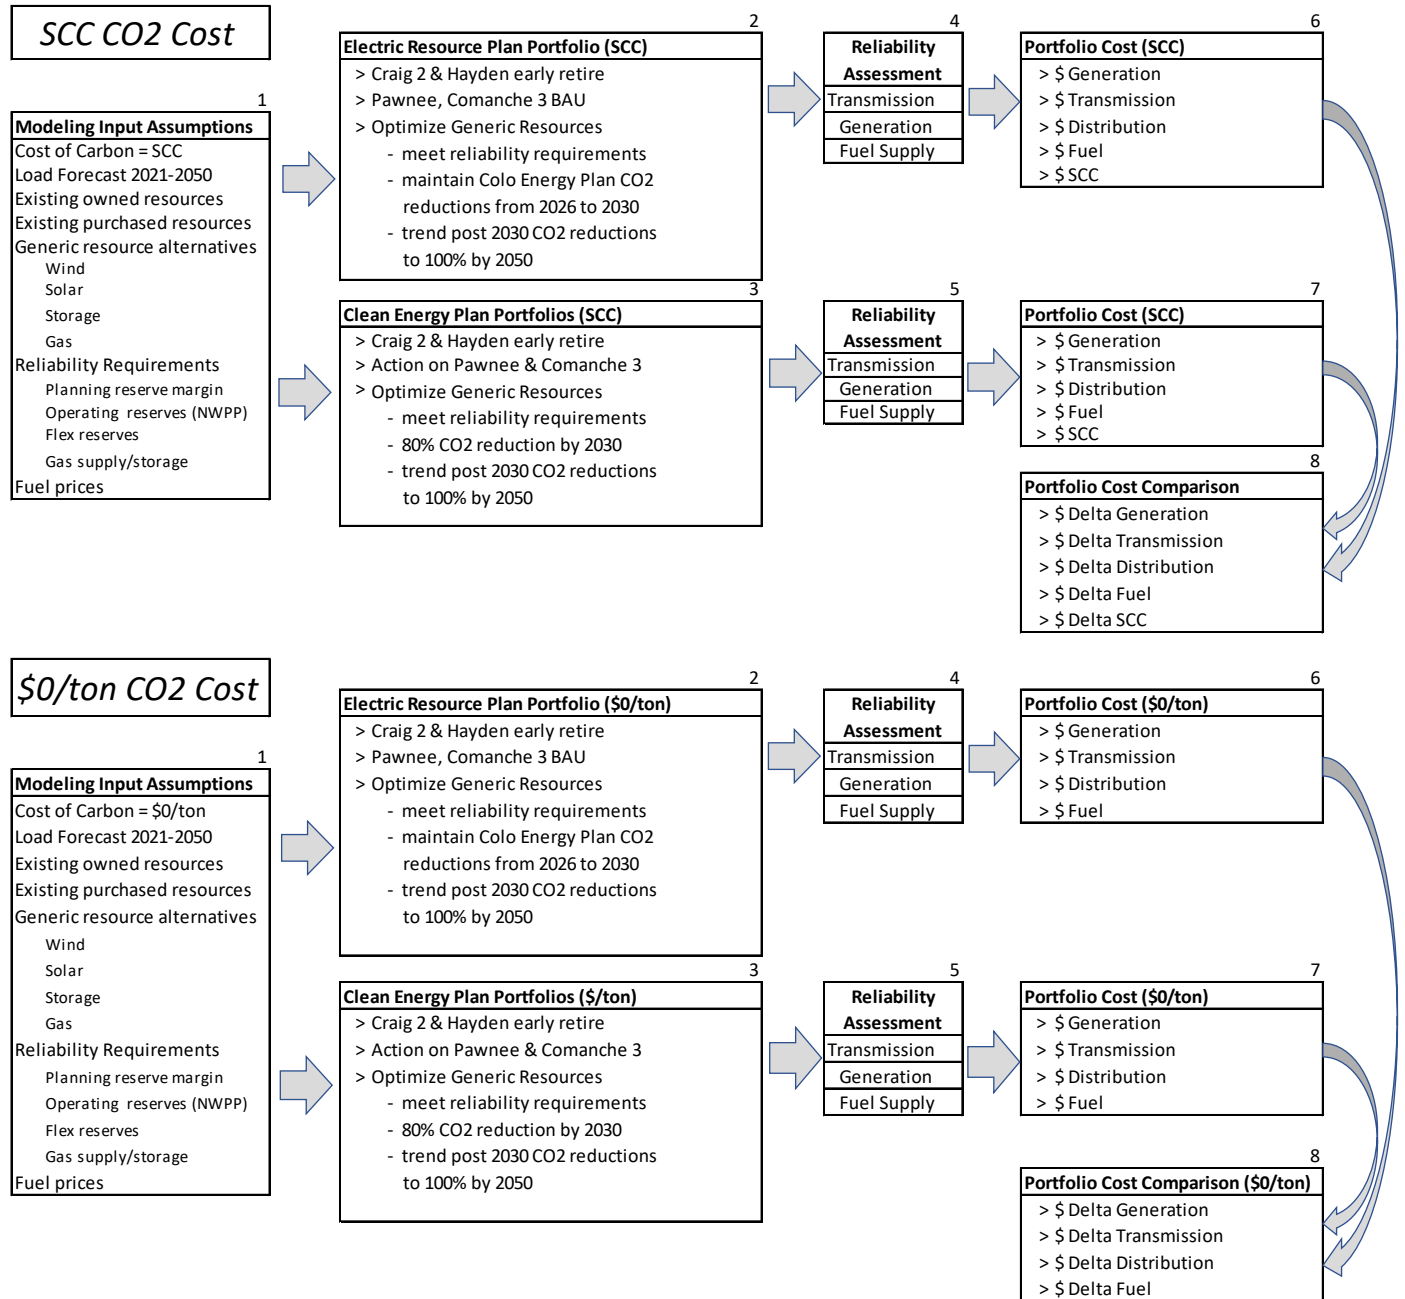 SCC CO2 Cost
1
Modeling Input Assumptions
Cost of Carbon = SCC
Load Forecast 2021-2050
Existing owned resources
Existing purchased resources
Generic resource alternatives
Wind
Solar
Storage
Gas
Reliability Requirements
Planning reserve margin
Operating reserves (NWPP)
Flex reserves
Gas supply/storage
Fuel prices
2
Electric Resource Plan Portfolio (SCC)
> Craig 2 & Hayden early retire
> Pawnee, Comanche 3 BAU
> Optimize Generic Resources
- meet reliability requirements
- maintain Colo Energy Plan CO2
reductions from 2026 to 2030
- trend post 2030 CO2 reductions
to 100% by 2050
3
Clean Energy Plan Portfolios (SCC)
> Craig 2 & Hayden early retire
> Action on Pawnee & Comanche 3
> Optimize Generic Resources
- meet reliability requirements
- 80% CO2 reduction by 2030
- trend post 2030 CO2 reductions
to 100% by 2050
4
Reliability
Assessment
Transmission
Generation
Fuel Supply
5
Reliability
Assessment
Transmission
Generation
Fuel Supply
6
Portfolio Cost (SCC)
> $ Generation
> $ Transmission
> $ Distribution
> $ Fuel
> $ SCC
7
Portfolio Cost (SCC)
> $ Generation
> $ Transmission
> $ Distribution
> $ Fuel
> $ SCC
8
Portfolio Cost Comparison
> $ Delta Generation
> $ Delta Transmission
> $ Delta Distribution
> $ Delta Fuel
> $ Delta SCC
$0/ton CO2 Cost
1
Modeling Input Assumptions
Cost of Carbon = $0/ton
Load Forecast 2021-2050
Existing owned resources
Existing purchased resources
Generic resource alternatives
Wind
Solar
Storage
Gas
Reliability Requirements
Planning reserve margin
Operating reserves (NWPP)
Flex reserves
Gas supply/storage
Fuel prices
2
Electric Resource Plan Portfolio ($0/ton)
> Craig 2 & Hayden early retire
> Pawnee, Comanche 3 BAU
> Optimize Generic Resources
- meet reliability requirements
- maintain Colo Energy Plan CO2
reductions from 2026 to 2030
- trend post 2030 CO2 reductions
to 100% by 2050
3
Clean Energy Plan Portfolios ($/ton)
> Craig 2 & Hayden early retire
> Action on Pawnee & Comanche 3
> Optimize Generic Resources
- meet reliability requirements
- 80% CO2 reduction by 2030
- trend post 2030 CO2 reductions
to 100% by 2050
4
Reliability
Assessment
Transmission
Generation
Fuel Supply
5
Reliability
Assessment
Transmission
Generation
Fuel Supply
6
Portfolio Cost ($0/ton)
> $ Generation
> $ Transmission
> $ Distribution
> $ Fuel
7
Portfolio Cost ($0/ton)
> $ Generation
> $ Transmission
> $ Distribution
> $ Fuel
8
Portfolio Cost Comparison ($0/ton)
> $ Delta Generation
> $ Delta Transmission
> $ Delta Distribution
> $ Delta Fuel